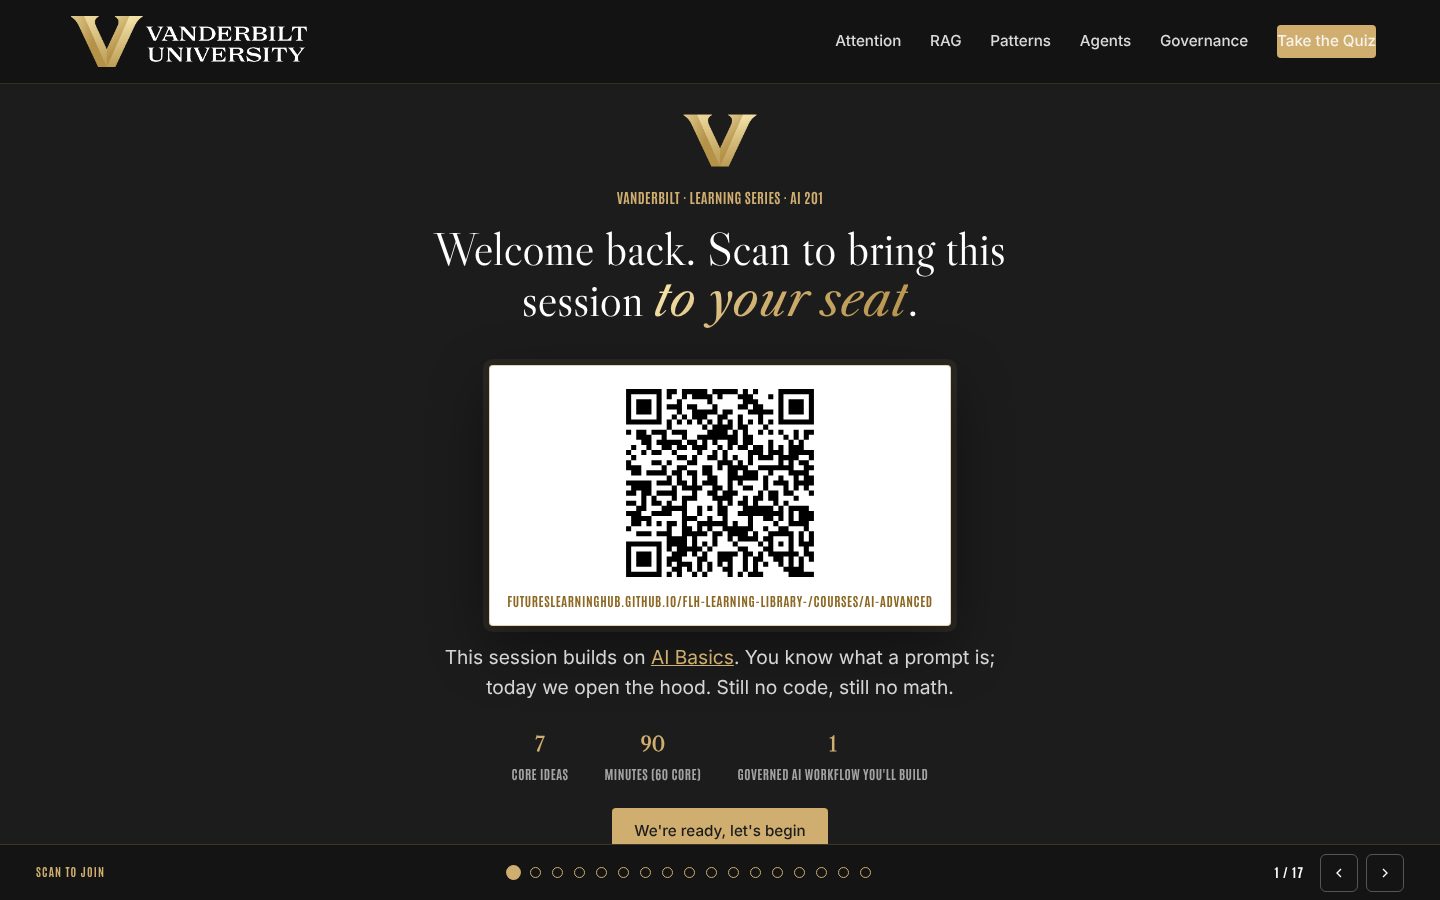 VANDERBILT
UNIVERSITY
Attention
RAG
Patterns
Agents
Governance
Take the Quiz
VANDERBILT · LEARNING SERIES · AI 201
Welcome back. Scan to bring this
session to your seat.
FUTURESLEARNINGHUB.GITHUB.IO/FLH-LEARNING-LIBRARY-/COURSES/AI-ADVANCED
This session builds on AI Basics. You know what a prompt is;
today we open the hood. Still no code, still no math.
7
CORE IDEAS
90
MINUTES (60 CORE)
1
GOVERNED AI WORKFLOW YOU'LL BUILD
We're ready, let's begin
SCAN TO JOIN
1 / 17